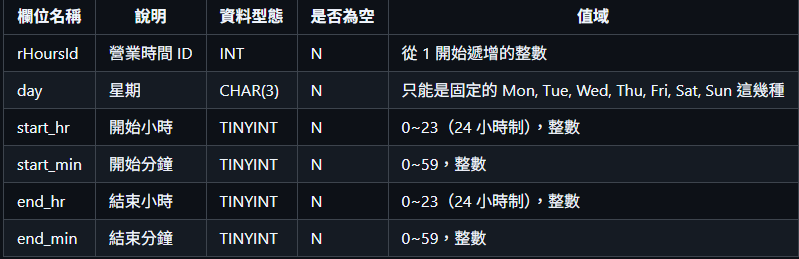 欄位名稱 說明 資料型態 是否為空 值域
rHoursId 營業時間 ID INT N 從 1 開始遞增的整數
day 星期 CHAR(3) N 只能是固定的 Mon, Tue, Wed, Thu, Fri, Sat, Sun 這幾種
start_hr 開始小時 TINYINT N 0~23（24 小時制），整數
start_min 開始分鐘 TINYINT N 0~59，整數
end_hr 結束小時 TINYINT N 0~23（24 小時制），整數
end_min 結束分鐘 TINYINT N 0~59，整數